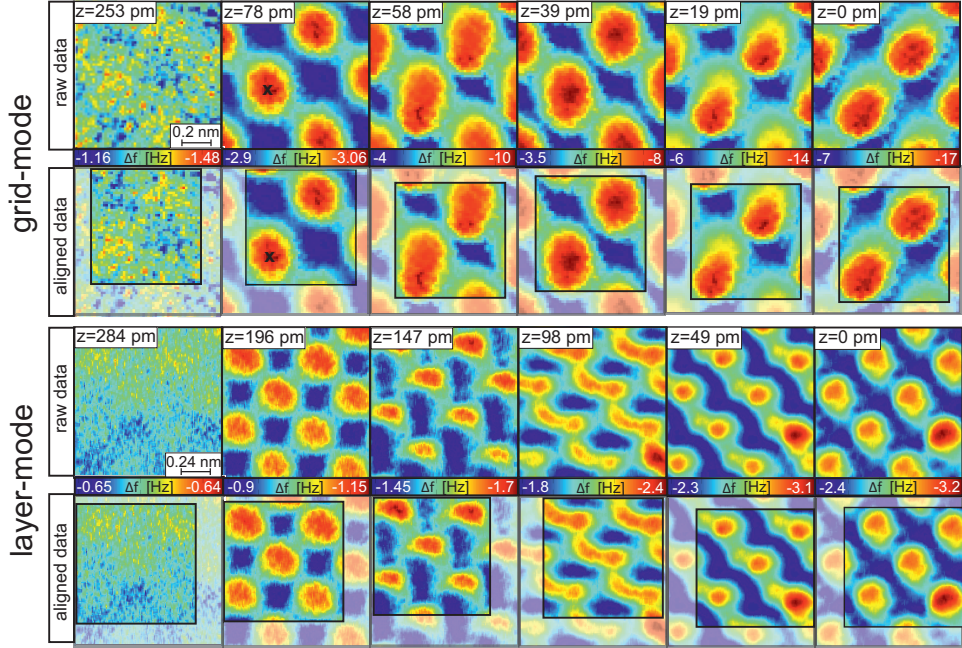 grid-mode
raw data
z=253 pm
z=78 pm
z=58 pm
z=39 pm
z=19 pm
z=0 pm
x
0.2 nm
-1.16 Δf [Hz] -1.48
-2.9 Δf [Hz] -3.06
-4 Δf [Hz] -10
-3.5 Δf [Hz] -8
-6 Δf [Hz] -14
-7 Δf [Hz] -17
aligned data
x
layer-mode
raw data
z=284 pm
z=196 pm
z=147 pm
z=98 pm
z=49 pm
z=0 pm
0.24 nm
-0.65 Δf [Hz] -0.64
-0.9 Δf [Hz] -1.15
-1.45 Δf [Hz] -1.7
-1.8 Δf [Hz] -2.4
-2.3 Δf [Hz] -3.1
-2.4 Δf [Hz] -3.2
aligned data